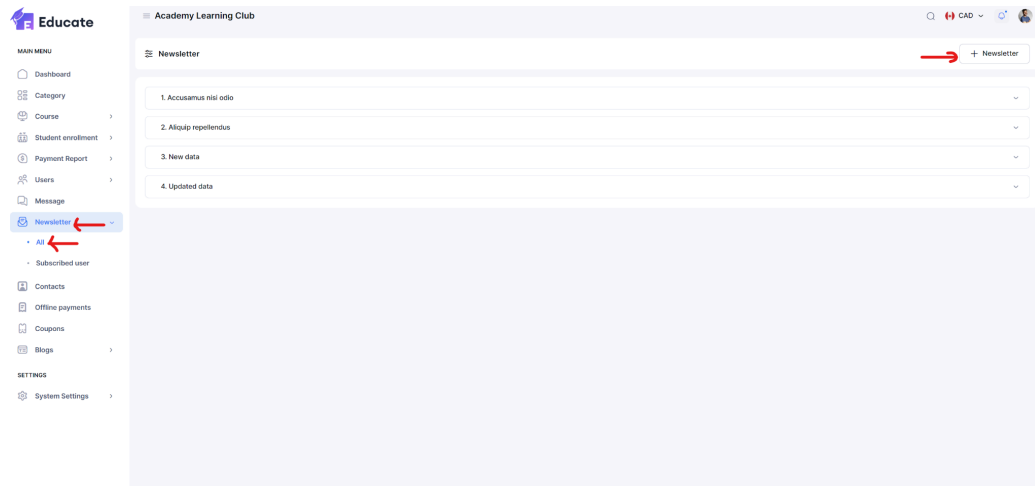 Educate
Academy Learning Club
CAD
MAIN MENU
Newsletter
+ Newsletter
Dashboard
Category
Course
Student enrollment
Payment Report
Users
Message
Newsletter
All
Subscribed user
Contacts
Offline payments
Coupons
Blogs
SETTINGS
System Settings
1. Accusamus nisi odio
2. Aliquip repellendus
3. New data
4. Updated data